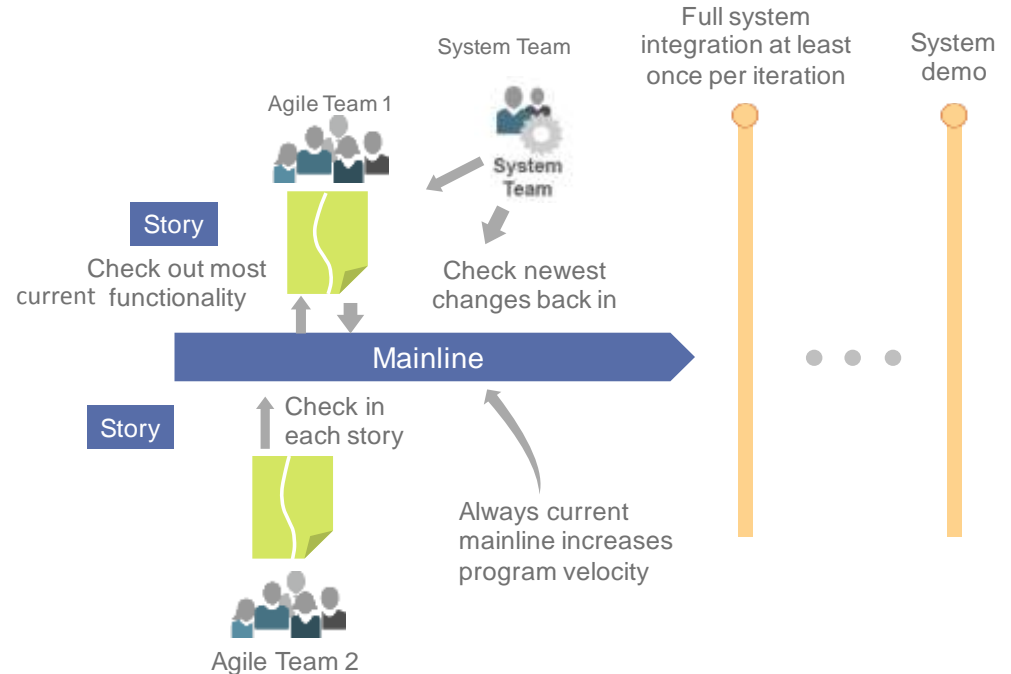 Full system
integration at least
once per iteration
System
demo
System Team
Agile Team 1
System
Team
Story
Check out most
current functionality
Check newest
changes back in
Mainline
Story
Check in
each story
Always current
mainline increases
program velocity
Agile Team 2